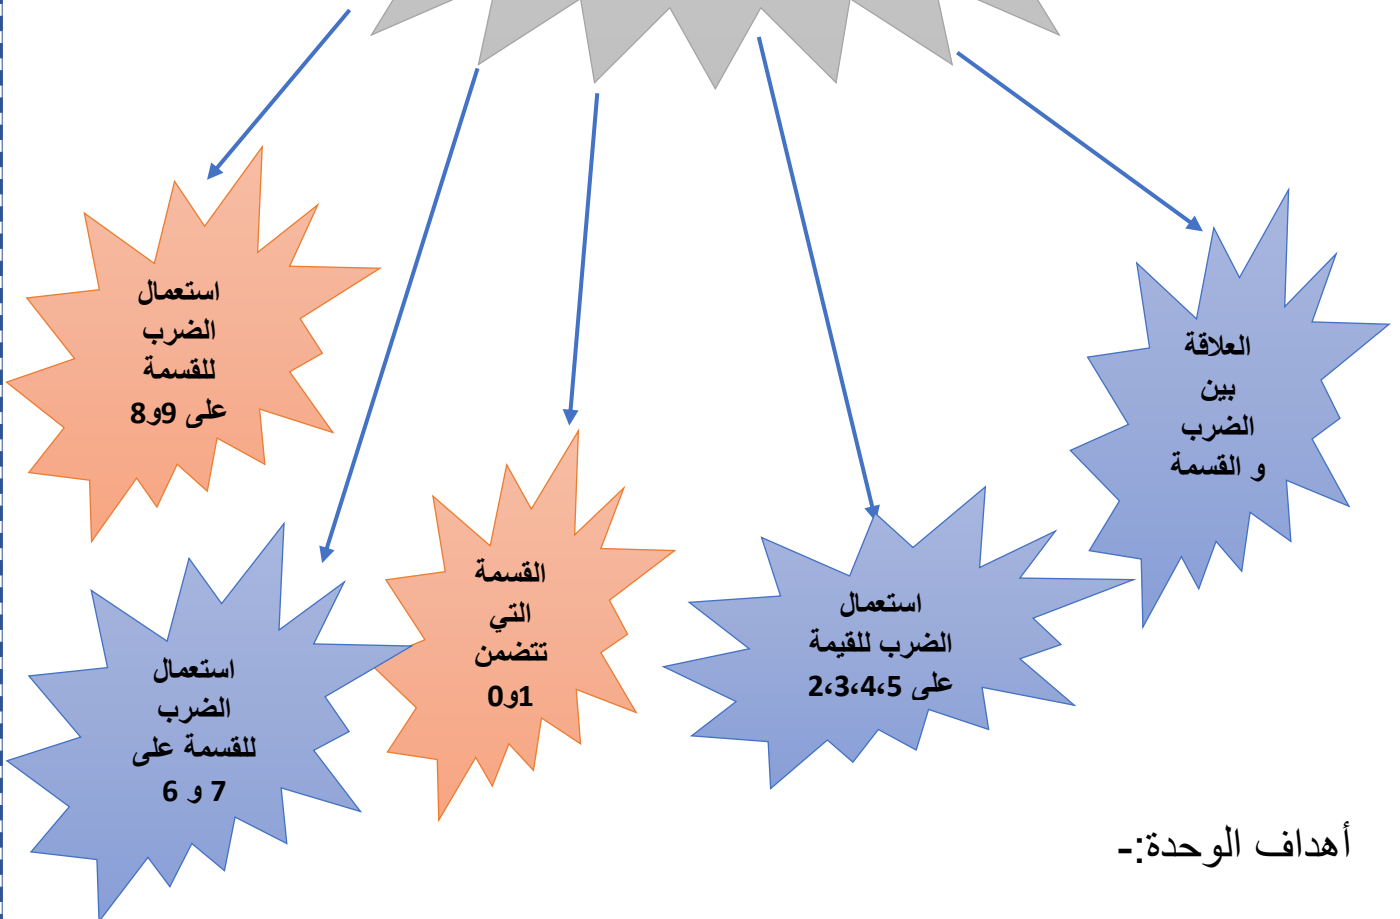 العلاقة
بين
الضرب
و القسمة
استعمال
الضرب للقيمة
على 2،3،4،5
القسمة
التي
تتضمن
1و0
استعمال
الضرب
للقسمة على
7 و 6
استعمال
الضرب
للقسمة
على 9و8
أهداف الوحدة:-